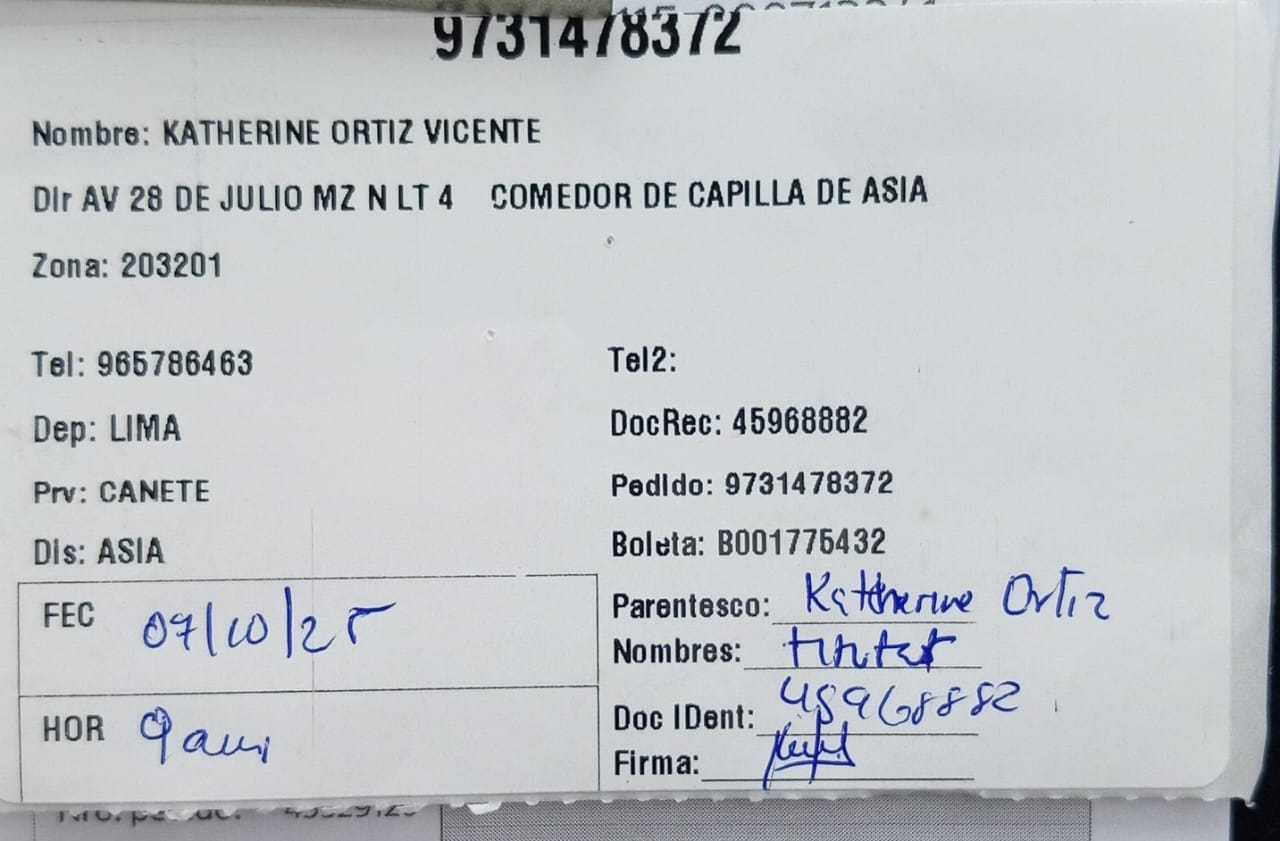 9731478372
Nombre: KATHERINE ORTIZ VICENTE
Dir AV 28 DE JULIO MZ N LT 4 COMEDOR DE CAPILLA DE ASIA
Zona: 203201
Tel: 965786463 Tel2:
Dep: LIMA DocRec: 45968882
Prv: CANETE Pedido: 9731478372
Dis: ASIA Boleta: B001775432
FEC 07/10/25 Parentesco: Katherine Ortiz
Nombres: titular
HOR 9am Doc IDent: 45968882
Firma: